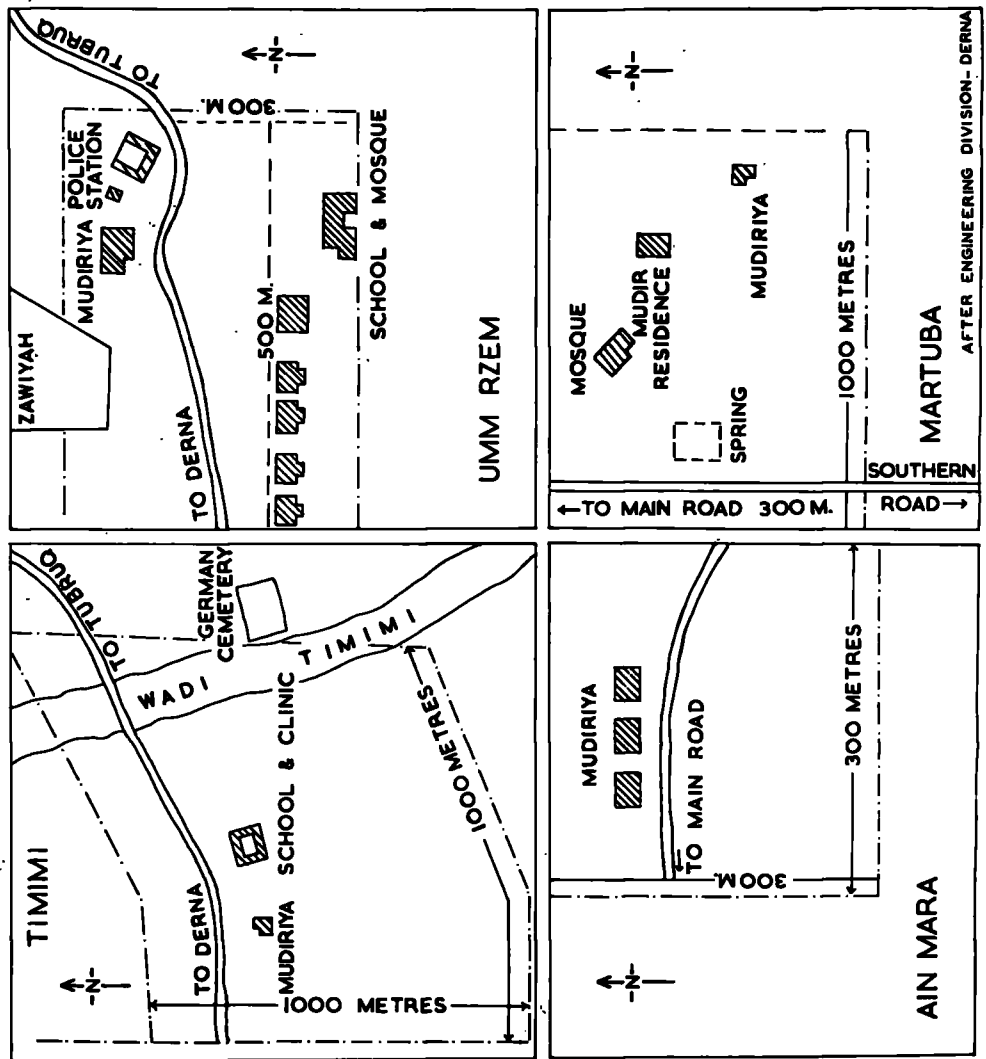 TIMIMI
-N-
TO DERNA
TO TUBRUQ
WADI TIMIMI
GERMAN
CEMETERY
MUDIRIYA
SCHOOL & CLINIC
1000 METRES
1000 METRES
UMM RZEM
ZAWIYAH
MUDIRIYA
POLICE
STATION
TO DERNA
TO TUBRUQ
-N-
300 M.
500 M.
SCHOOL & MOSQUE
AIN MARA
-N-
MUDIRIYA
TO MAIN ROAD
300 M.
300 METRES
MARTUBA
-N-
MOSQUE
MUDIR
RESIDENCE
SPRING
MUDIRIYA
1000 METRES
TO MAIN ROAD 300 M.
SOUTHERN
ROAD
AFTER ENGINEERING DIVISION-DERNA